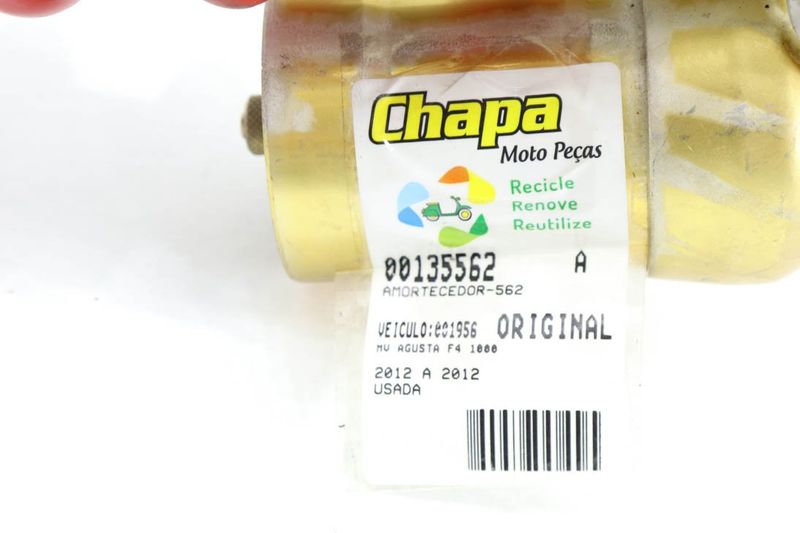 Chapa
Moto Peças
Recicle
Renove
Reutilize
00135562 A
AMORTECEDOR-562
VEICULO:001956 ORIGINAL
MV AGUSTA F4 1000
2012 A 2012
USADA